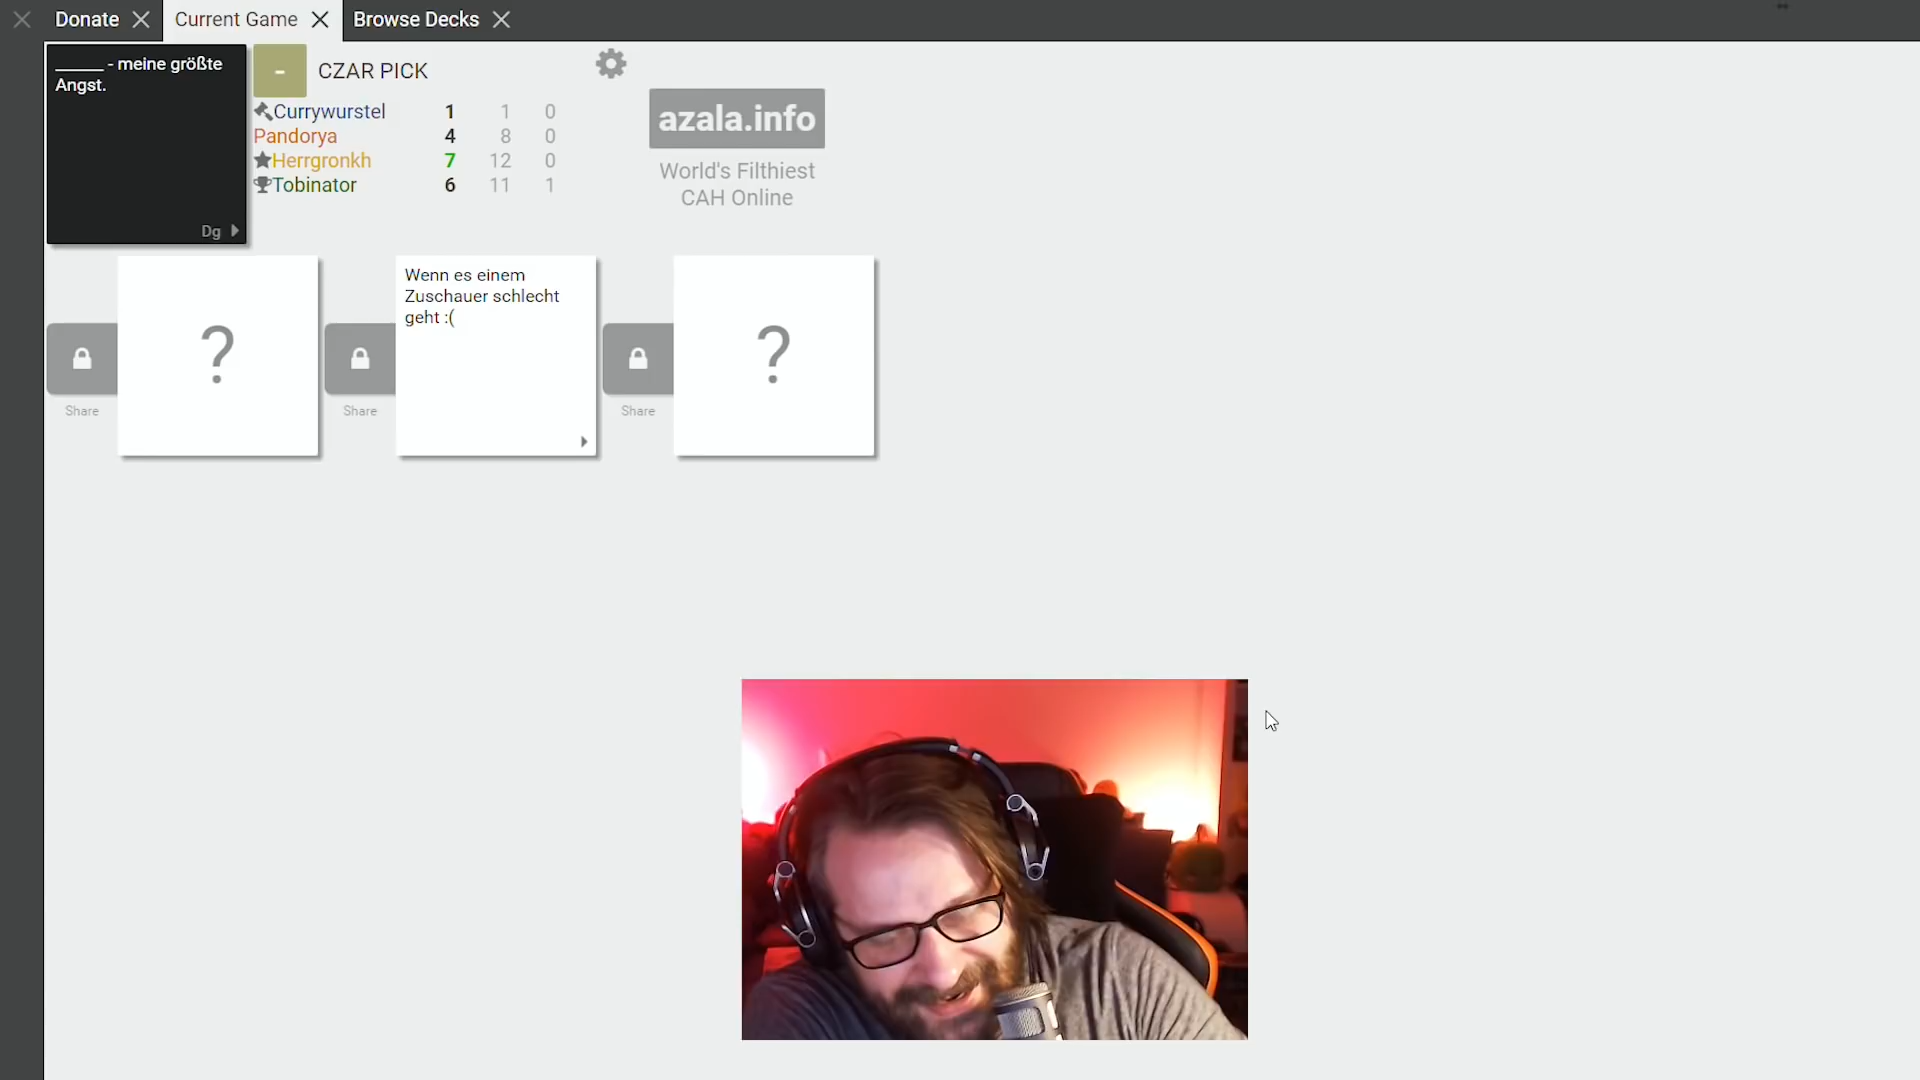 Donate
Current Game
Browse Decks
_____ - meine größte
Angst.
Dg
-
CZAR PICK
Currywurstel 1 1 0
Pandorya 4 8 0
Herrgronkh 7 12 0
Tobinator 6 11 1
azala.info
World's Filthiest
CAH Online
Share
?
Share
Wenn es einem
Zuschauer schlecht
geht :(
Share
?